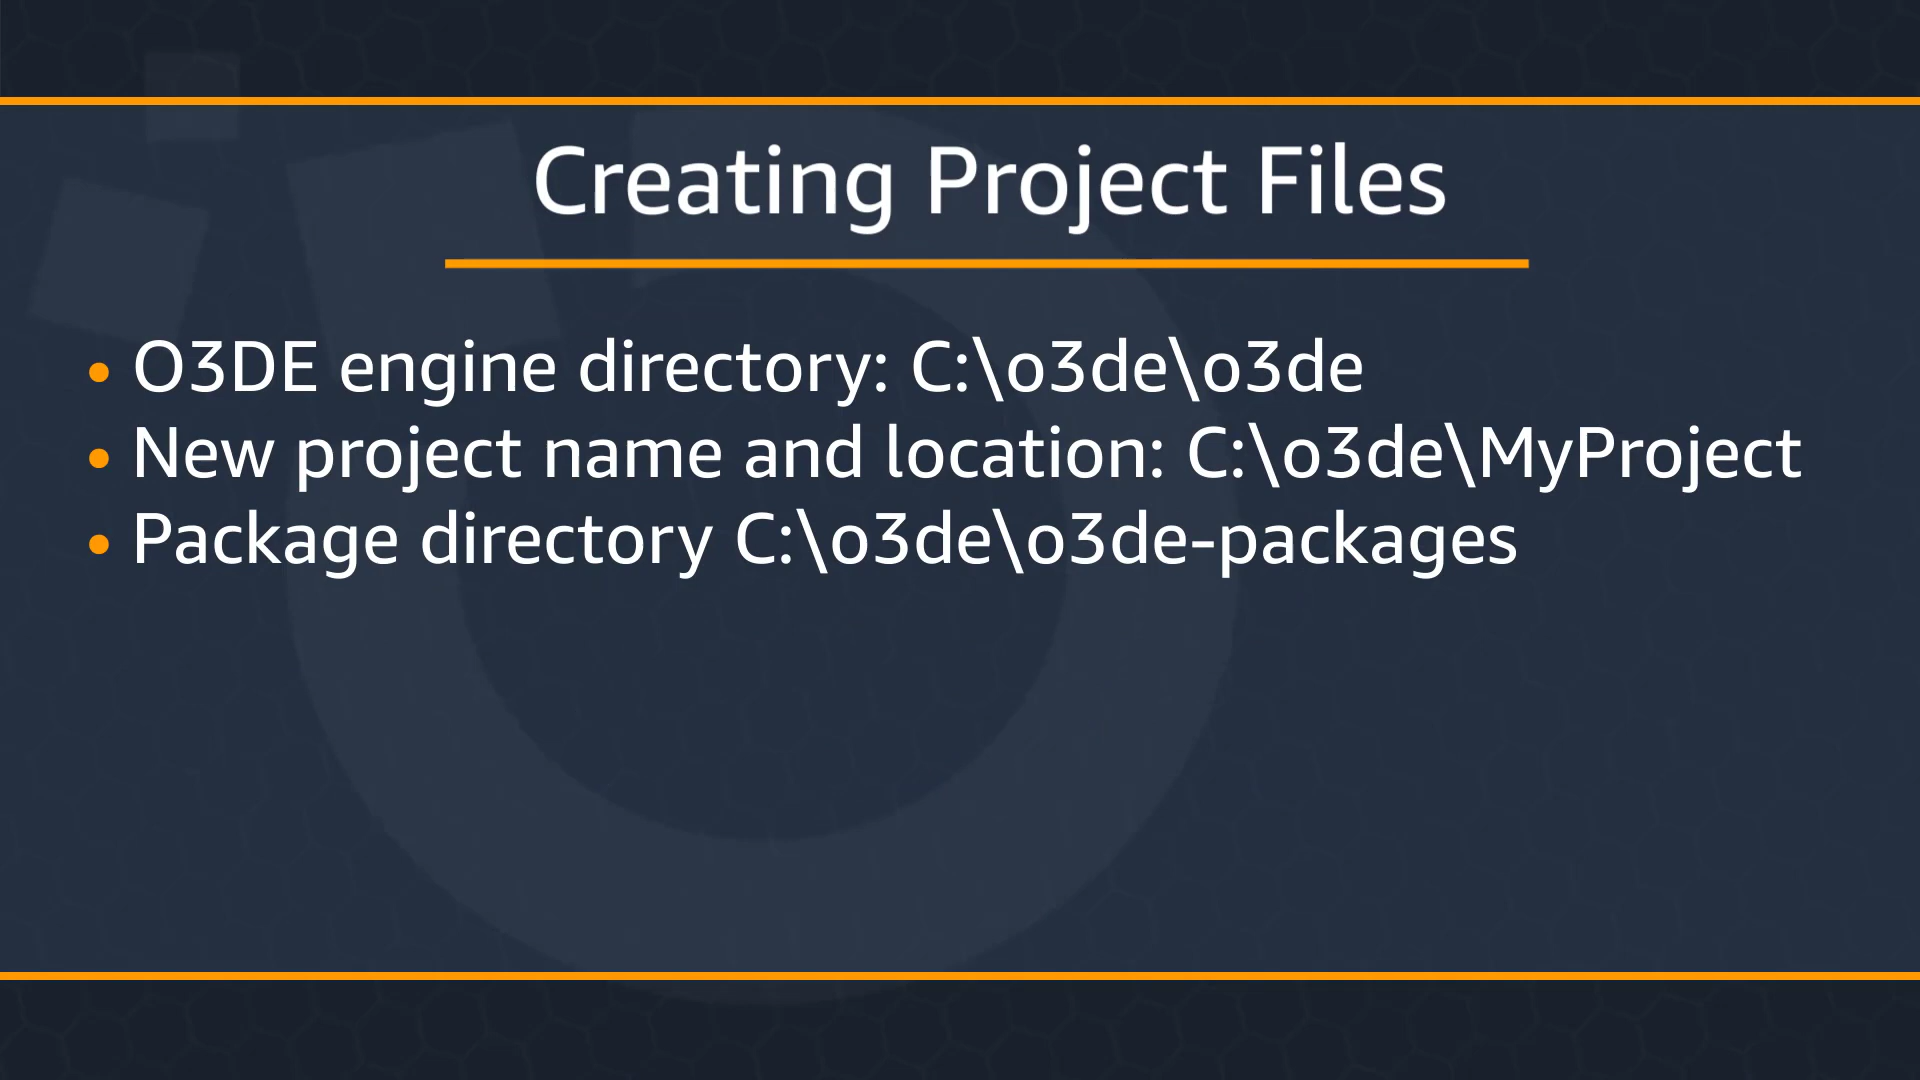 Creating Project Files
• O3DE engine directory: C:\o3de\o3de
• New project name and location: C:\o3de\MyProject
• Package directory C:\o3de\o3de-packages